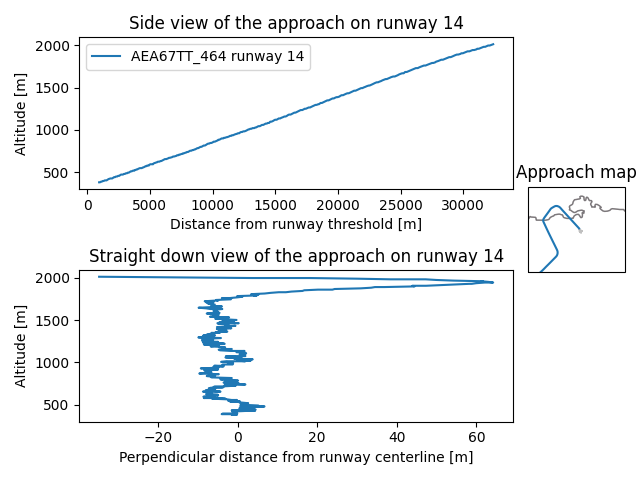 Side view of the approach on runway 14
Altitude [m]
2000
1500
1000
500
AEA67TT_464 runway 14
0 5000 10000 15000 20000 25000 30000
Distance from runway threshold [m]
Approach map
Straight down view of the approach on runway 14
Altitude [m]
2000
1500
1000
500
−20 0 20 40 60
Perpendicular distance from runway centerline [m]